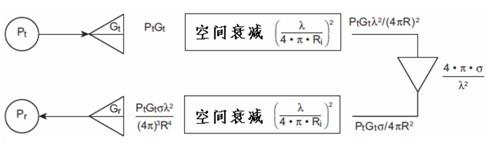 Pt Gt PtGt 空间衰减 (λ / 4·π·Ri)² PtGtλ²/(4πR)²
4·π·σ / λ²
Pr Gr PtGtσλ² / (4π)³R⁴ 空间衰减 (λ / 4·π·Ri)² PtGtσ/4πR²